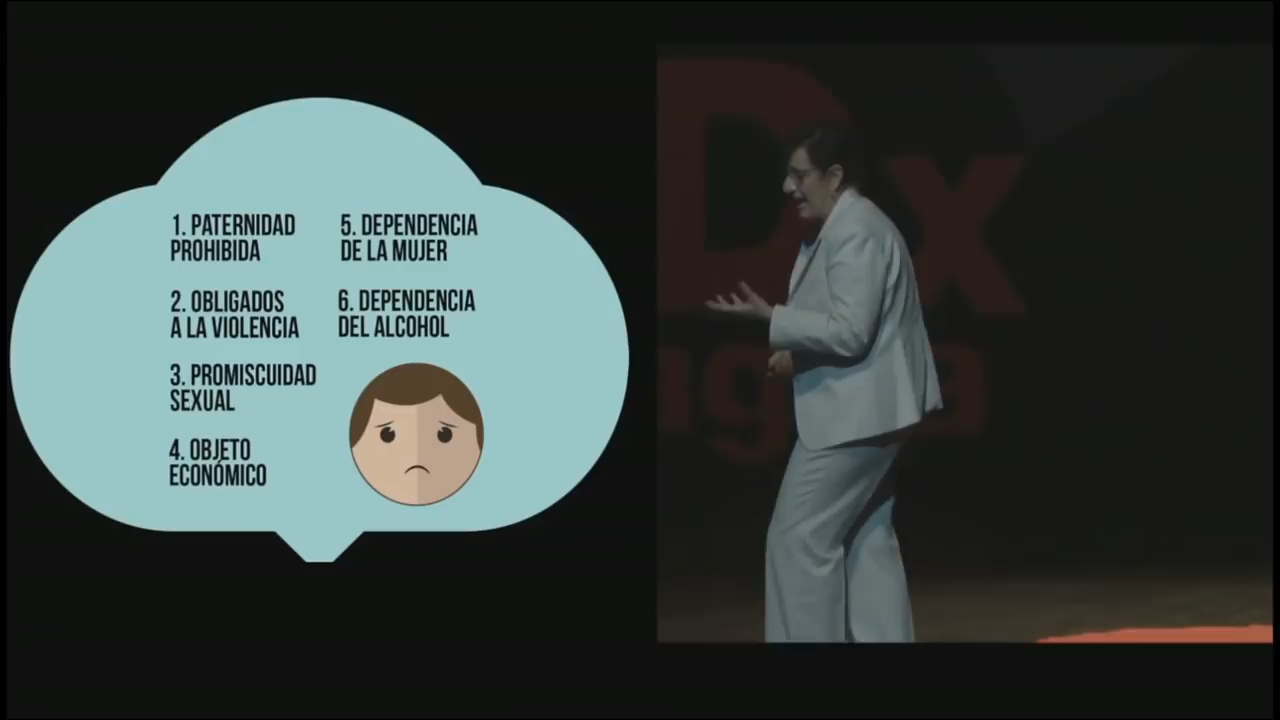 1. PATERNIDAD
PROHIBIDA
2. OBLIGADOS
A LA VIOLENCIA
3. PROMISCUIDAD
SEXUAL
4. OBJETO
ECONÓMICO
5. DEPENDENCIA
DE LA MUJER
6. DEPENDENCIA
DEL ALCOHOL
Dx